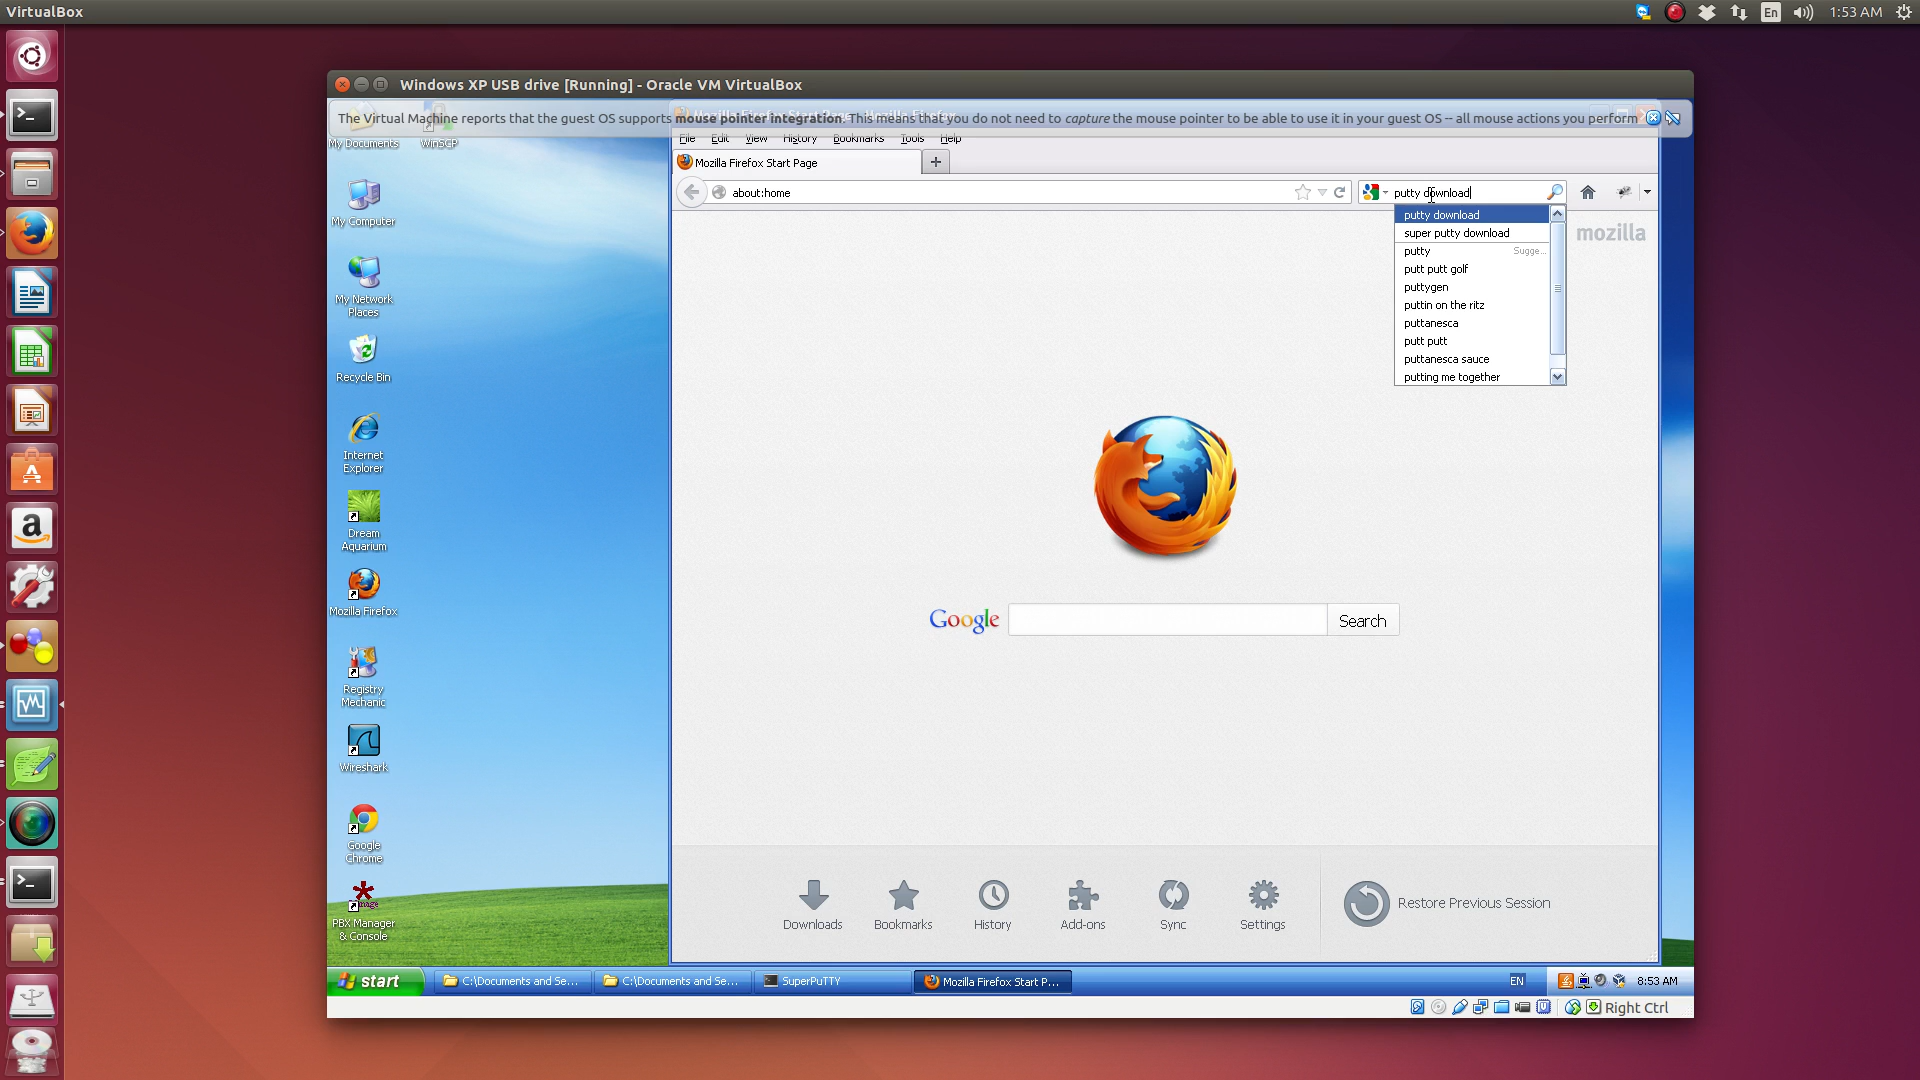 VirtualBox
En
1:53 AM
Windows XP USB drive [Running] - Oracle VM VirtualBox
The Virtual Machine reports that the guest OS supports mouse pointer integration. This means that you do not need to capture the mouse pointer to be able to use it in your guest OS -- all mouse actions you perform
My Documents
WinSCP
File Edit View History Bookmarks Tools Help
Mozilla Firefox Start Page
about:home
putty download
putty download
super putty download
putty
Sugge...
putt putt golf
puttygen
puttin on the ritz
puttanesca
putt putt
puttanesca sauce
putting me together
mozilla
My Computer
My Network
Places
Recycle Bin
Internet
Explorer
Dream
Aquarium
Mozilla Firefox
Registry
Mechanic
Wireshark
Google
Chrome
PBX Manager
& Console
Google
Search
Downloads
Bookmarks
History
Add-ons
Sync
Settings
Restore Previous Session
start
C:\Documents and Se...
C:\Documents and Se...
SuperPuTTY
Mozilla Firefox Start P...
EN
8:53 AM
Right Ctrl